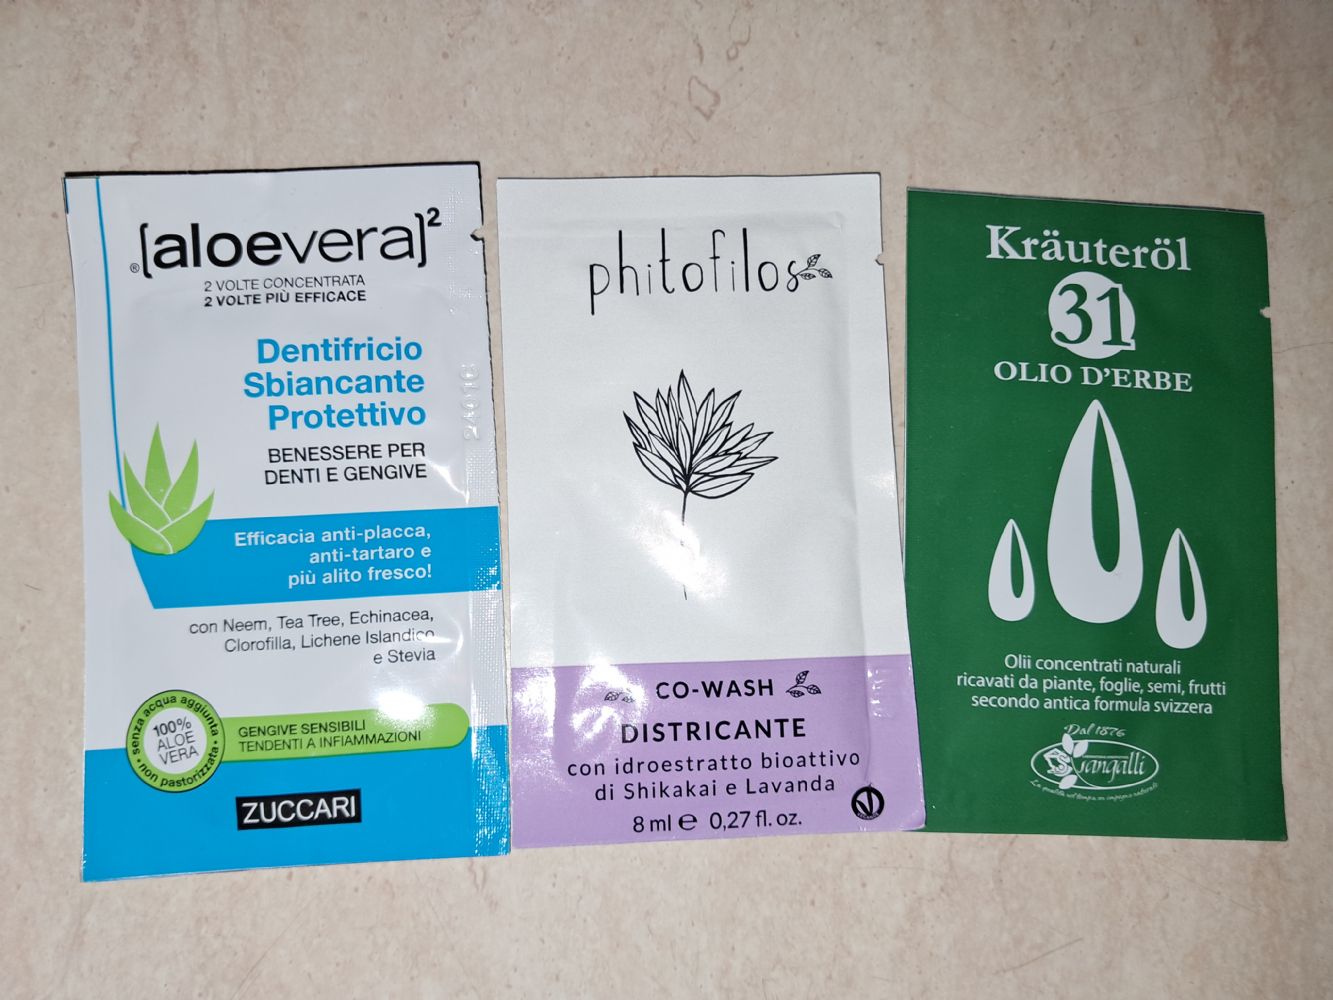 [aloevera]²
®
2 VOLTE CONCENTRATA
2 VOLTE PIÙ EFFICACE
Dentifricio
Sbiancante
Protettivo
BENESSERE PER
DENTI E GENGIVE
Efficacia anti-placca,
anti-tartaro e
più alito fresco!
con Neem, Tea Tree, Echinacea,
Clorofilla, Lichene Islandico
e Stevia
senza acqua aggiunta
100%
ALOE
VERA
non pastorizzata
GENGIVE SENSIBILI
TENDENTI A INFIAMMAZIONI
ZUCCARI
phitofilos
CO-WASH
DISTRICANTE
con idroestratto bioattivo
di Shikakai e Lavanda
8 ml ℮ 0,27 fl. oz.
Kräuteröl
31
OLIO D'ERBE
Olii concentrati naturali
ricavati da piante, foglie, semi, frutti
secondo antica formula svizzera
Dal 1876
Sangalli